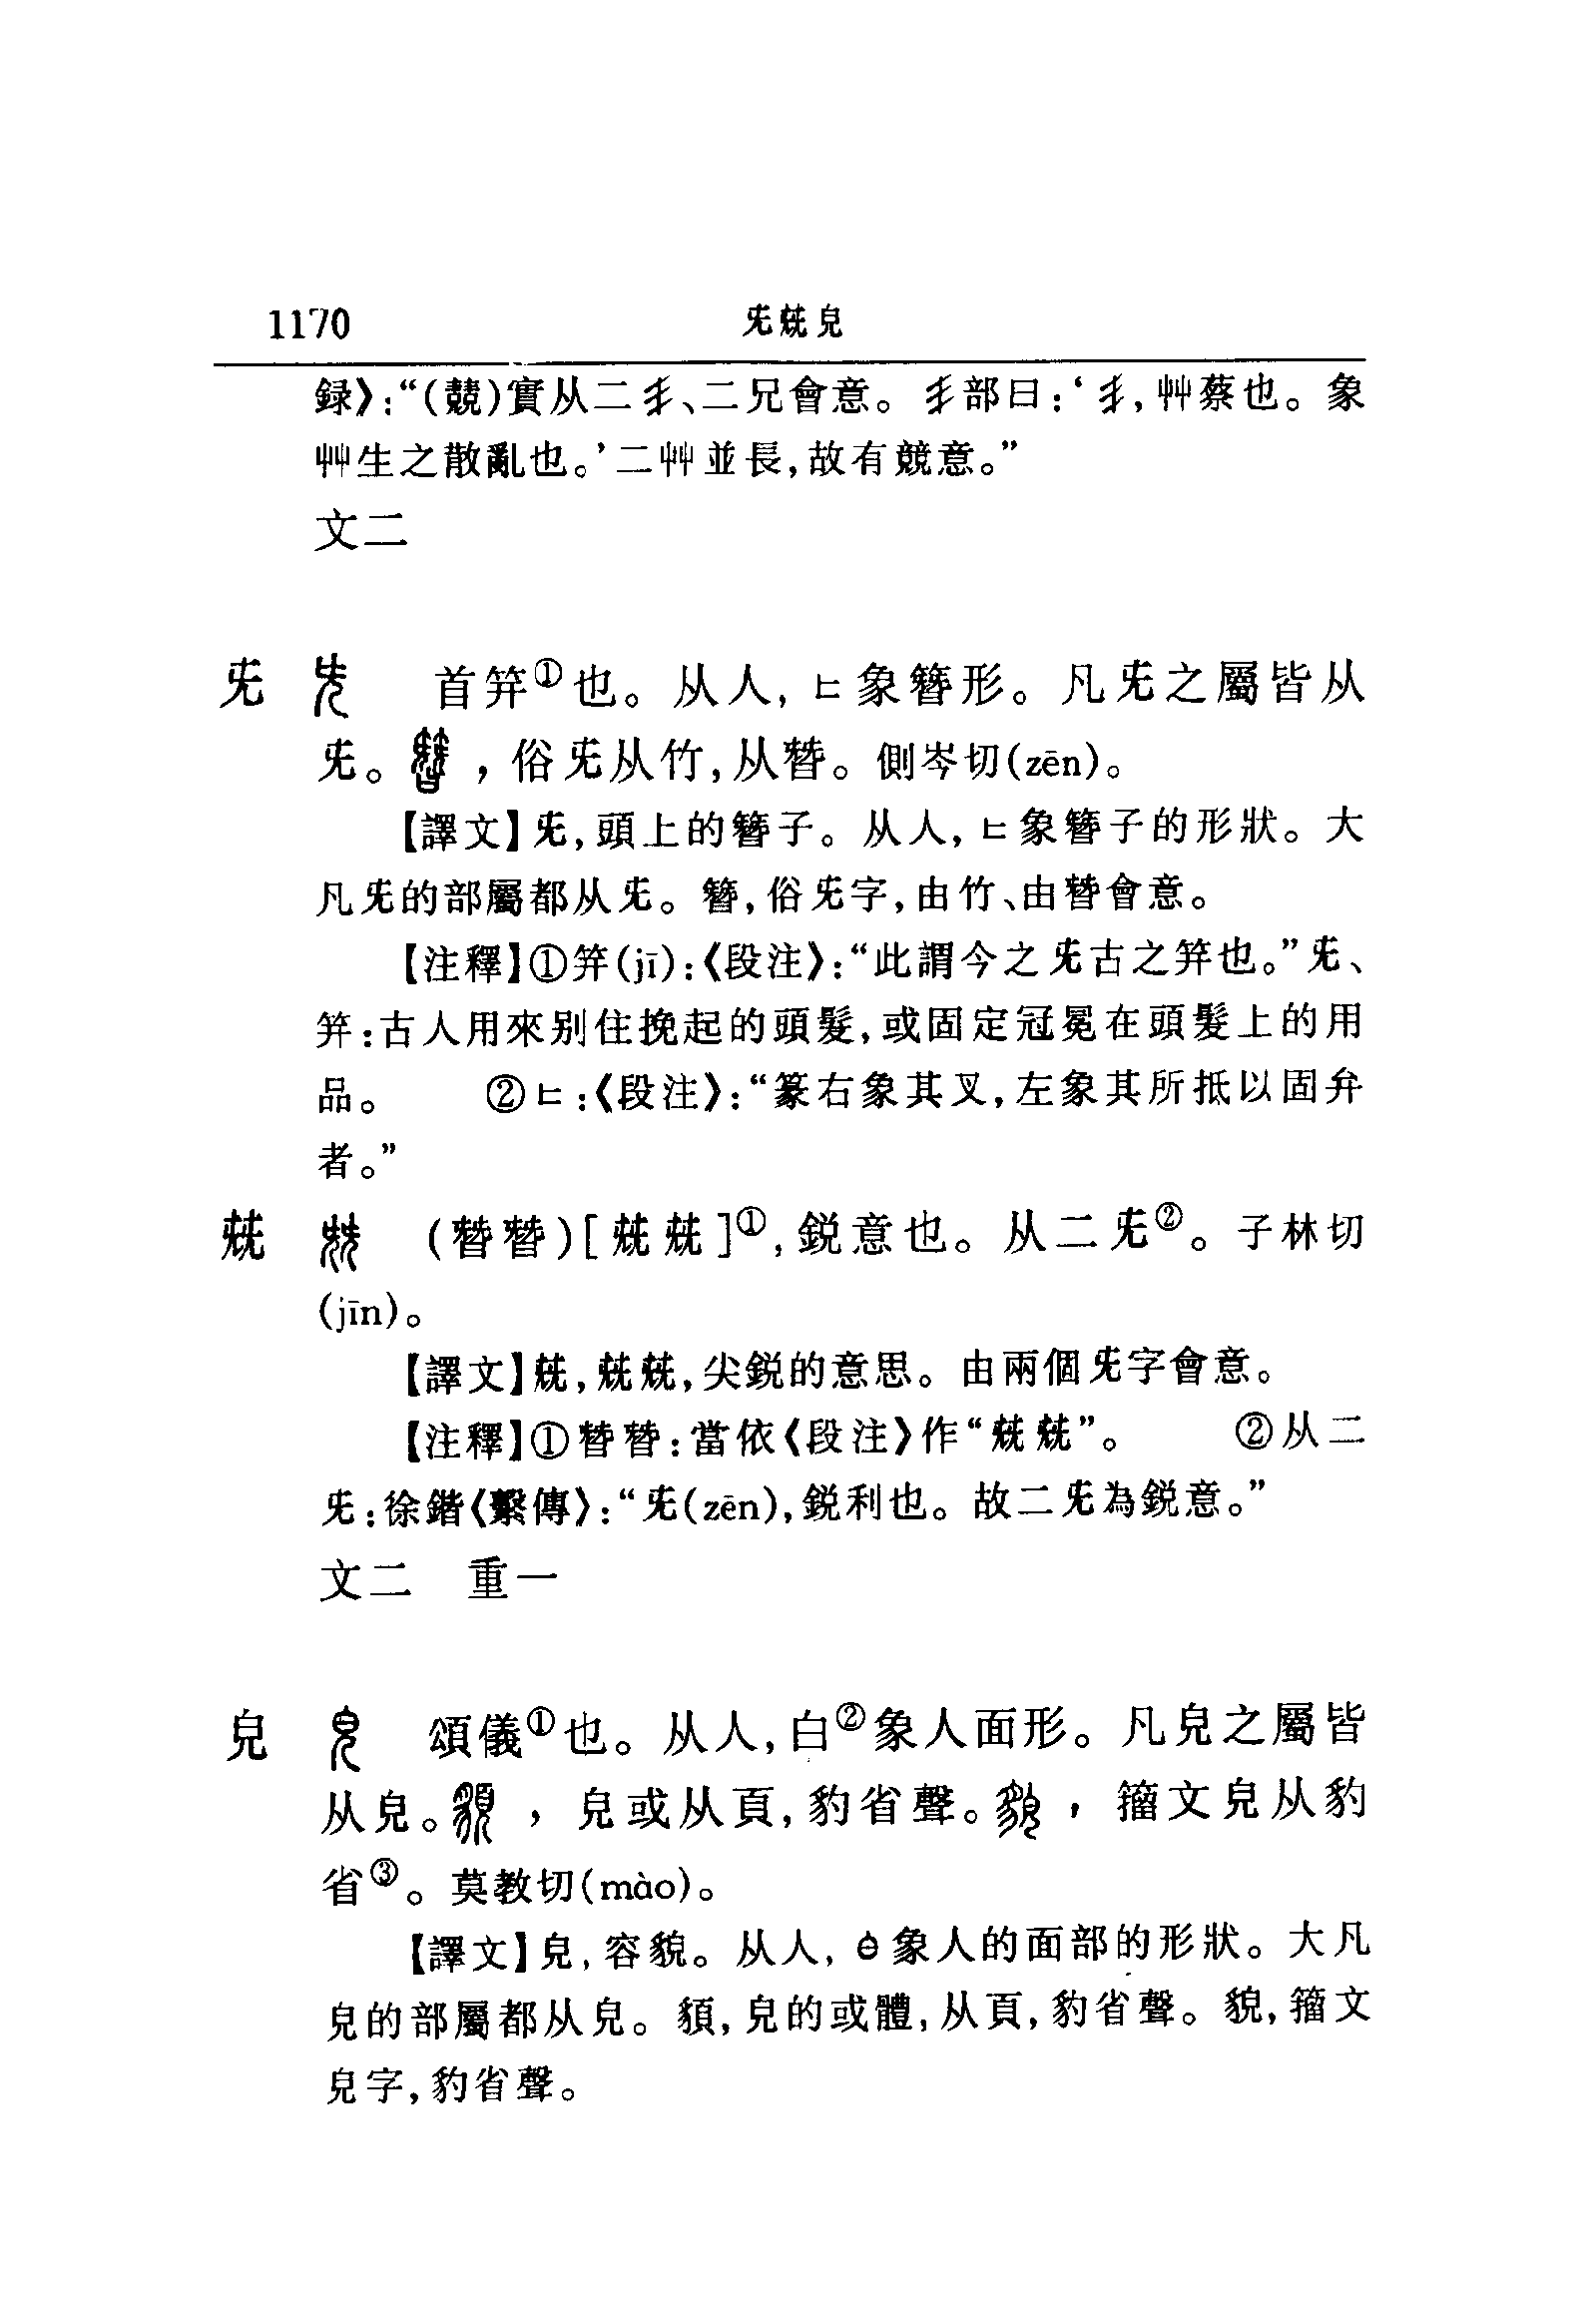 1170 兂兓皃
録》:“(競)實从二丰、二兄會意。丰部曰:‘丰,艸蔡也。象
艸生之散亂也。’二艸並長,故有競意。”
文二
兂 首笄①也。从人,匕象簪形。凡兂之屬皆从
兂。,俗兂从竹,从朁。側岑切(zēn)。
【譯文】兂,頭上的簪子。从人,匕象簪子的形狀。大
凡兂的部屬都从兂。簪,俗兂字,由竹、由朁會意。
【注釋】①笄(jī):《段注》:“此謂今之兂古之笄也。”兂、
笄:古人用來别住挽起的頭髮,或固定冠冕在頭髮上的用
品。 ②匕:《段注》:“篆右象其叉,左象其所抵以固弁
者。”
兓 (朁朁)[兓兓]①,鋭意也。从二兂②。子林切
(jīn)。
【譯文】兓,兓兓,尖鋭的意思。由兩個兂字會意。
【注釋】①朁朁:當依《段注》作“兓兓”。 ②从二
兂:徐鍇《繫傳》:“兂(zēn),鋭利也。故二兂為鋭意。”
文二 重一
皃 頌儀①也。从人,白②象人面形。凡皃之屬皆
从皃。,皃或从頁,豹省聲。,籀文皃从豹
省③。莫教切(mào)。
【譯文】皃,容貌。从人,白象人的面部的形狀。大凡
皃的部屬都从皃。䫉,皃的或體,从頁,豹省聲。貌,籀文
皃字,豹省聲。